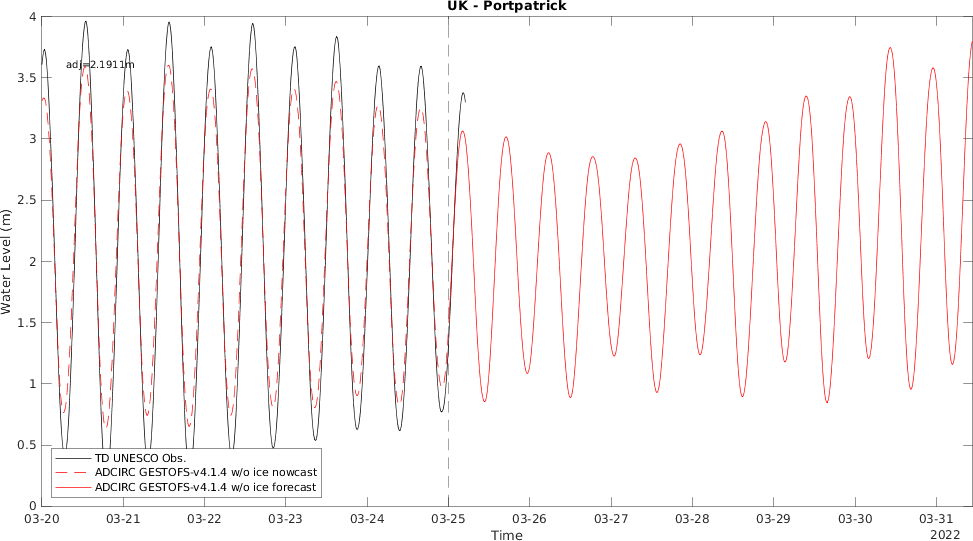 UK - Portpatrick
adj=2.1911m
Water Level (m)
4
3.5
3
2.5
2
1.5
1
0.5
0
TD UNESCO Obs.
ADCIRC GESTOFS-v4.1.4 w/o ice nowcast
ADCIRC GESTOFS-v4.1.4 w/o ice forecast
03-20 03-21 03-22 03-23 03-24 03-25 03-26 03-27 03-28 03-29 03-30 03-31
Time
2022